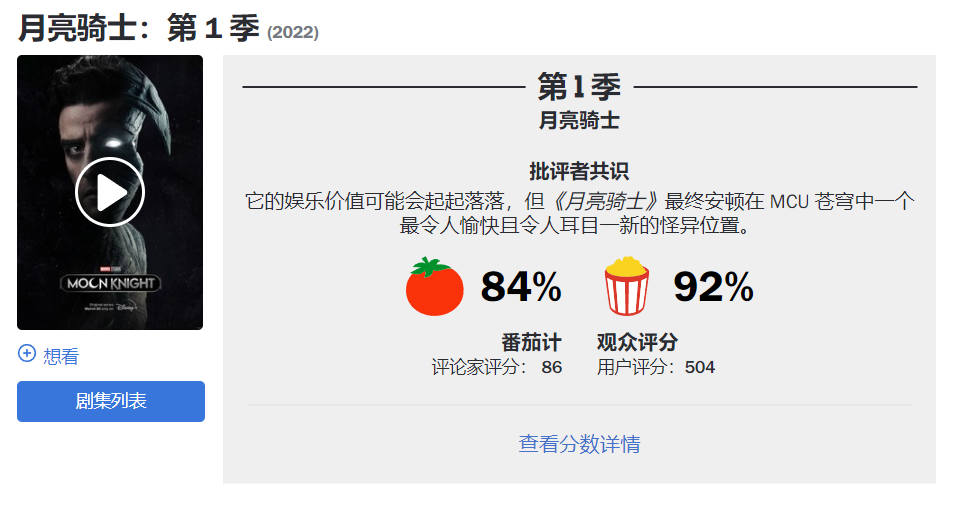 月亮骑士：第 1 季 (2022)
MOON KNIGHT
第 1 季
月亮骑士
批评者共识
它的娱乐价值可能会起起落落，但《月亮骑士》最终安顿在 MCU 苍穹中一个
最令人愉快且令人耳目一新的怪异位置。
84% 92%
番茄计 观众评分
评论家评分： 86 用户评分：504
想看
剧集列表
查看分数详情